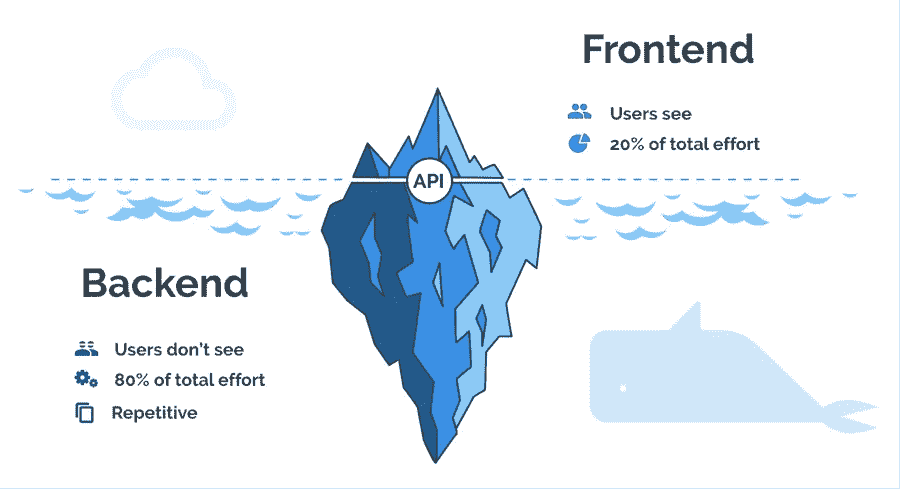 Frontend
Users see
20% of total effort
API
Backend
Users don't see
80% of total effort
Repetitive